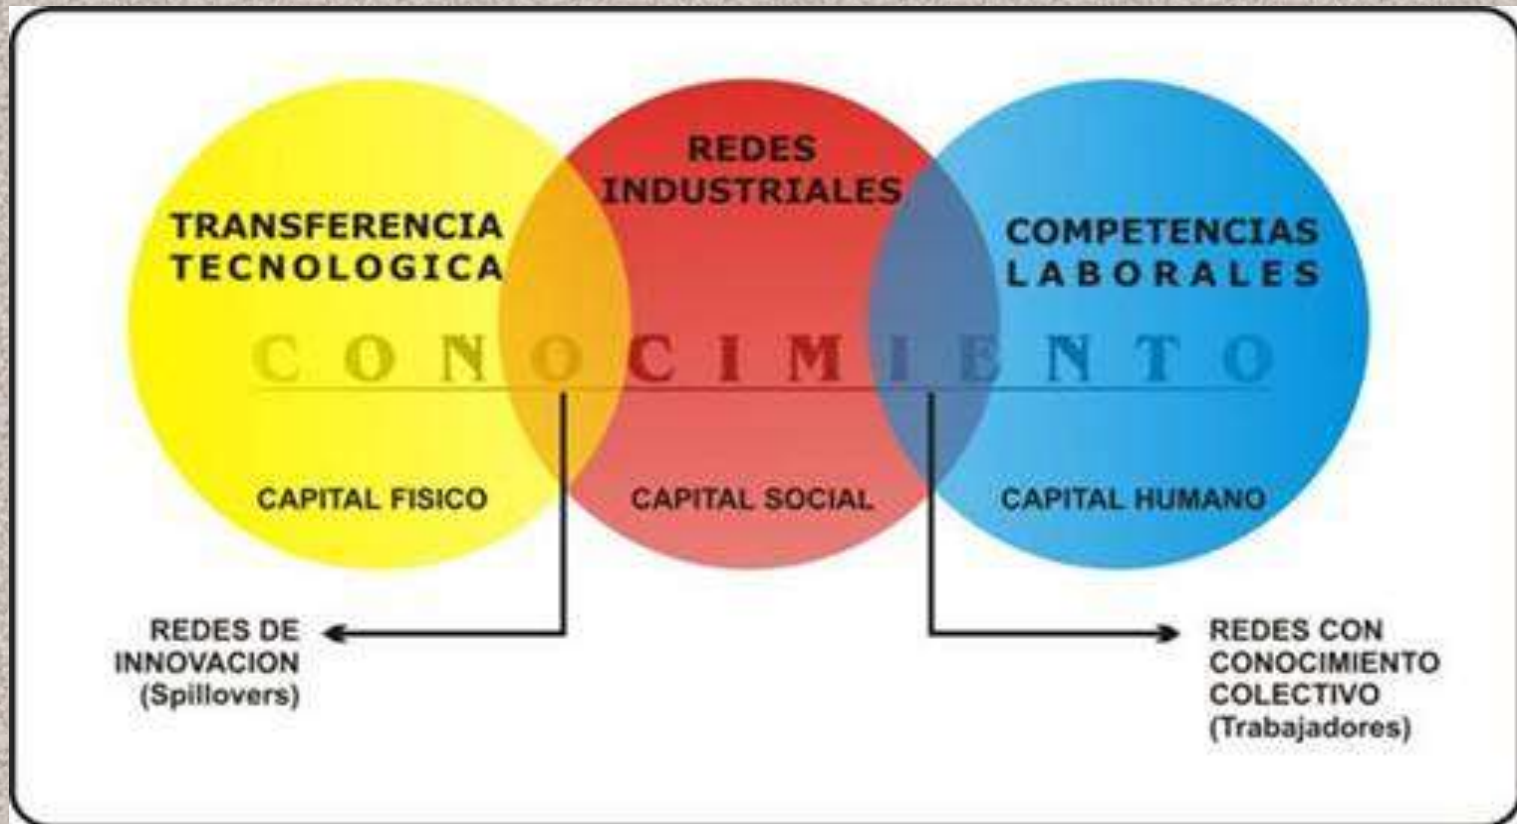 TRANSFERENCIA
TECNOLOGICA
REDES
INDUSTRIALES
COMPETENCIAS
LABORALES
CONOCIMIENTO
CAPITAL FISICO
CAPITAL SOCIAL
CAPITAL HUMANO
REDES DE
INNOVACION
(Spillovers)
REDES CON
CONOCIMIENTO
COLECTIVO
(Trabajadores)